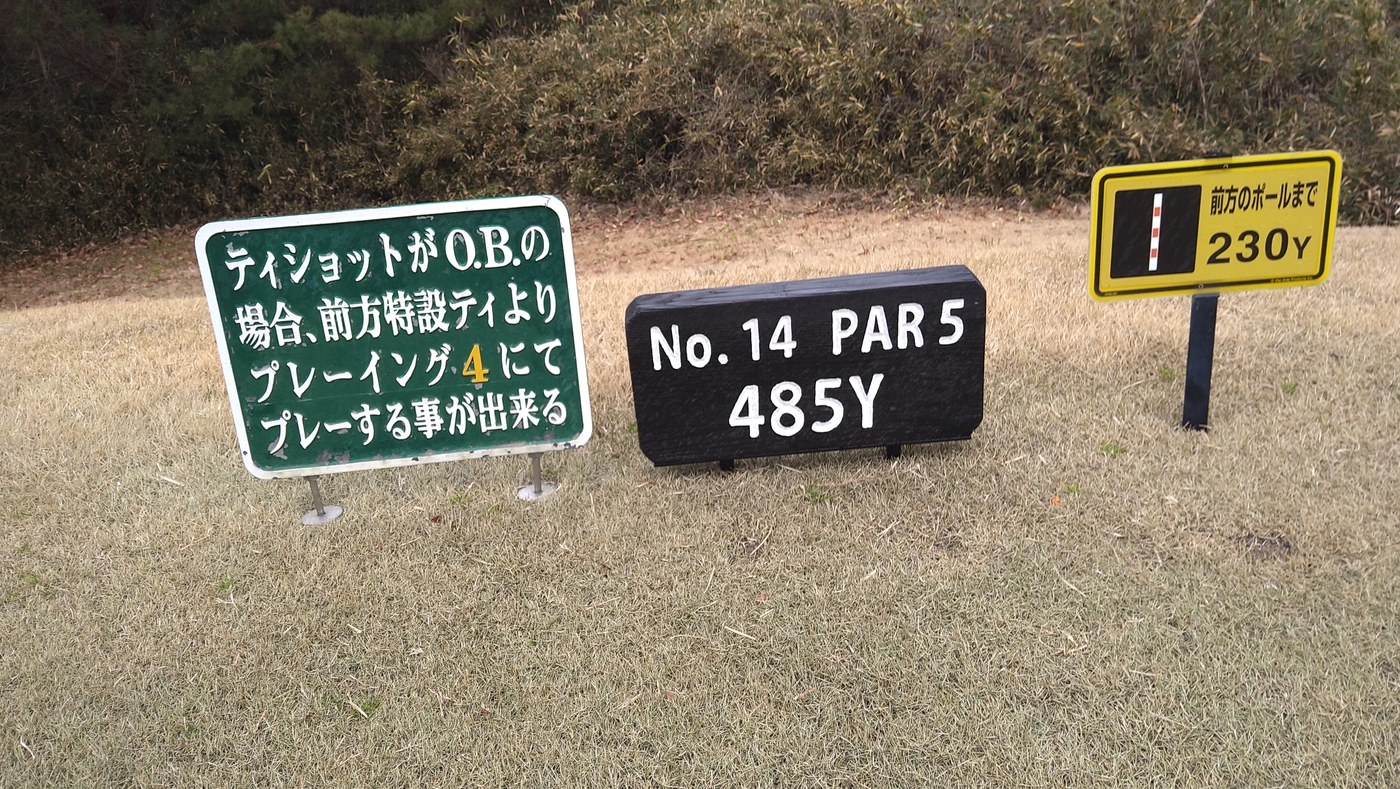 ティショットがO.B.の
場合、前方特設ティより
プレーイング4にて
プレーする事が出来る
No.14 PAR5
485Y
前方のポールまで
230Y